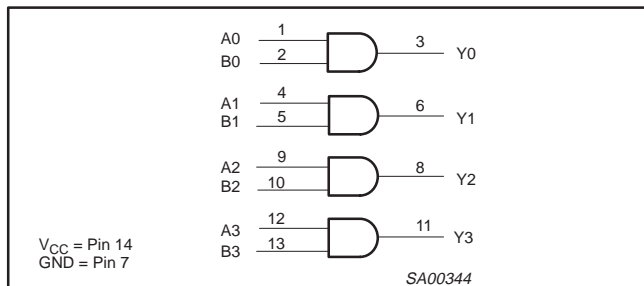 A0 1 3 Y0
B0 2
A1 4 6 Y1
B1 5
A2 9 8 Y2
B2 10
A3 12 11 Y3
B3 13
VCC = Pin 14
GND = Pin 7
SA00344